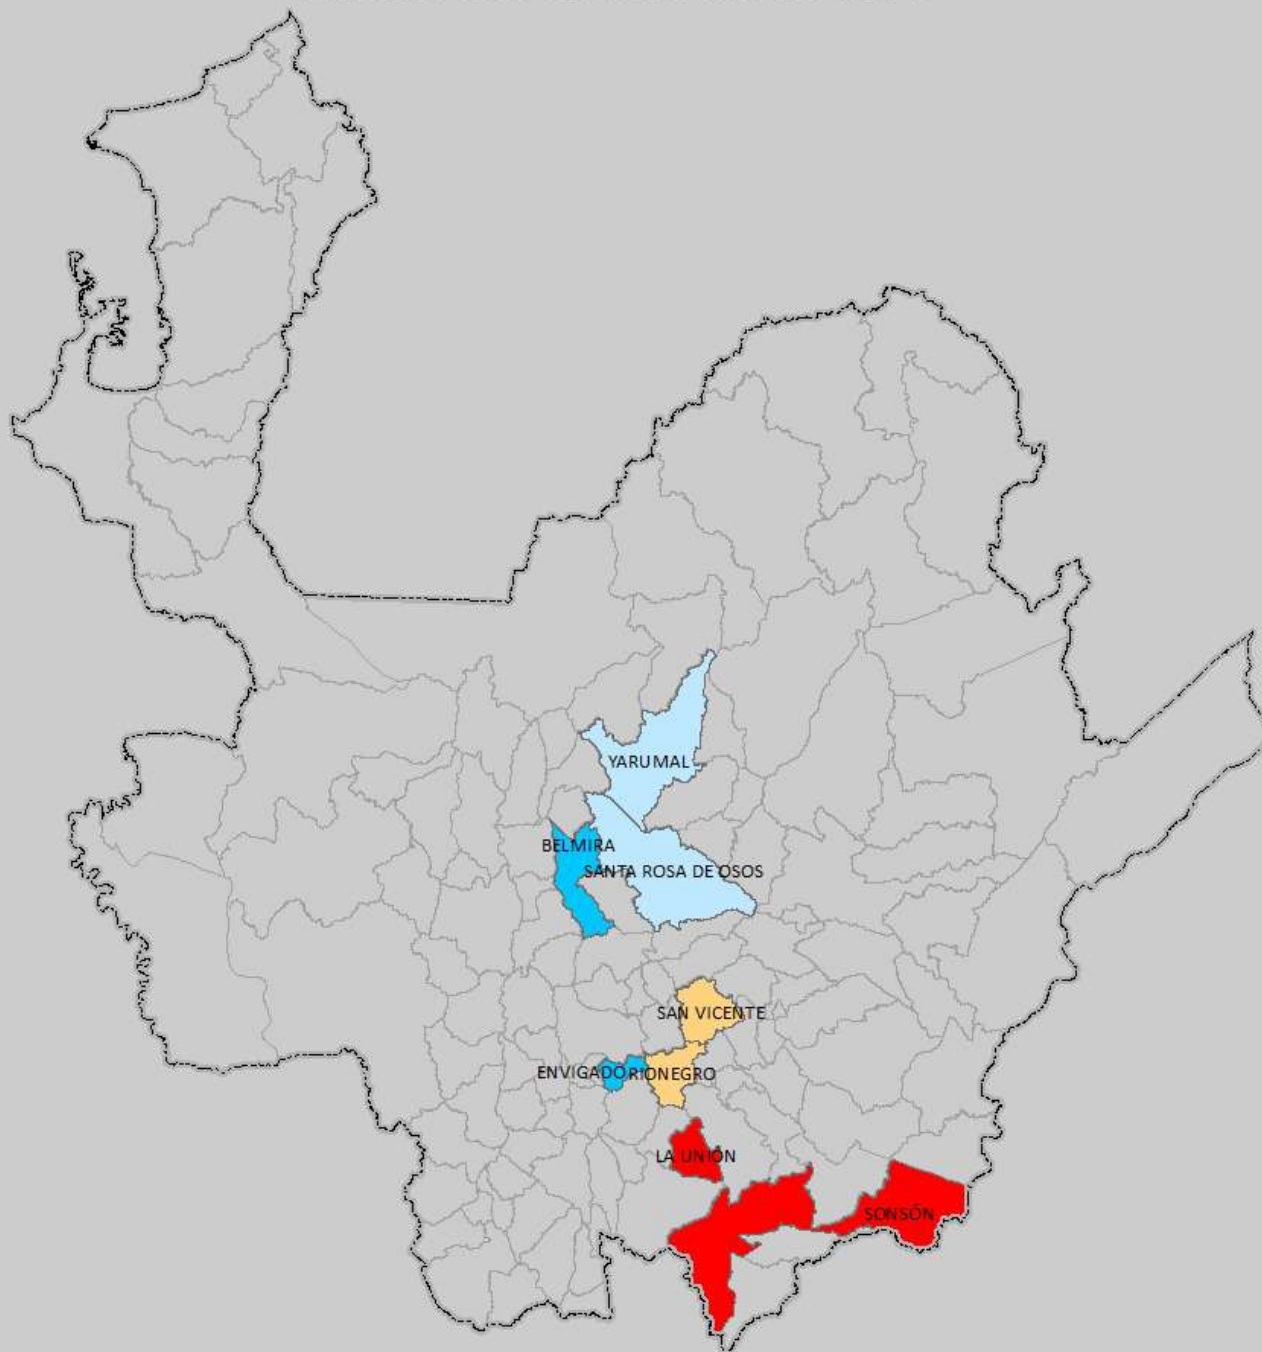 YARUMAL
BELMIRA
SANTA ROSA DE OSOS
SAN VICENTE
ENVIGADO
RIONEGRO
LA UNIÓN
SONSÓN